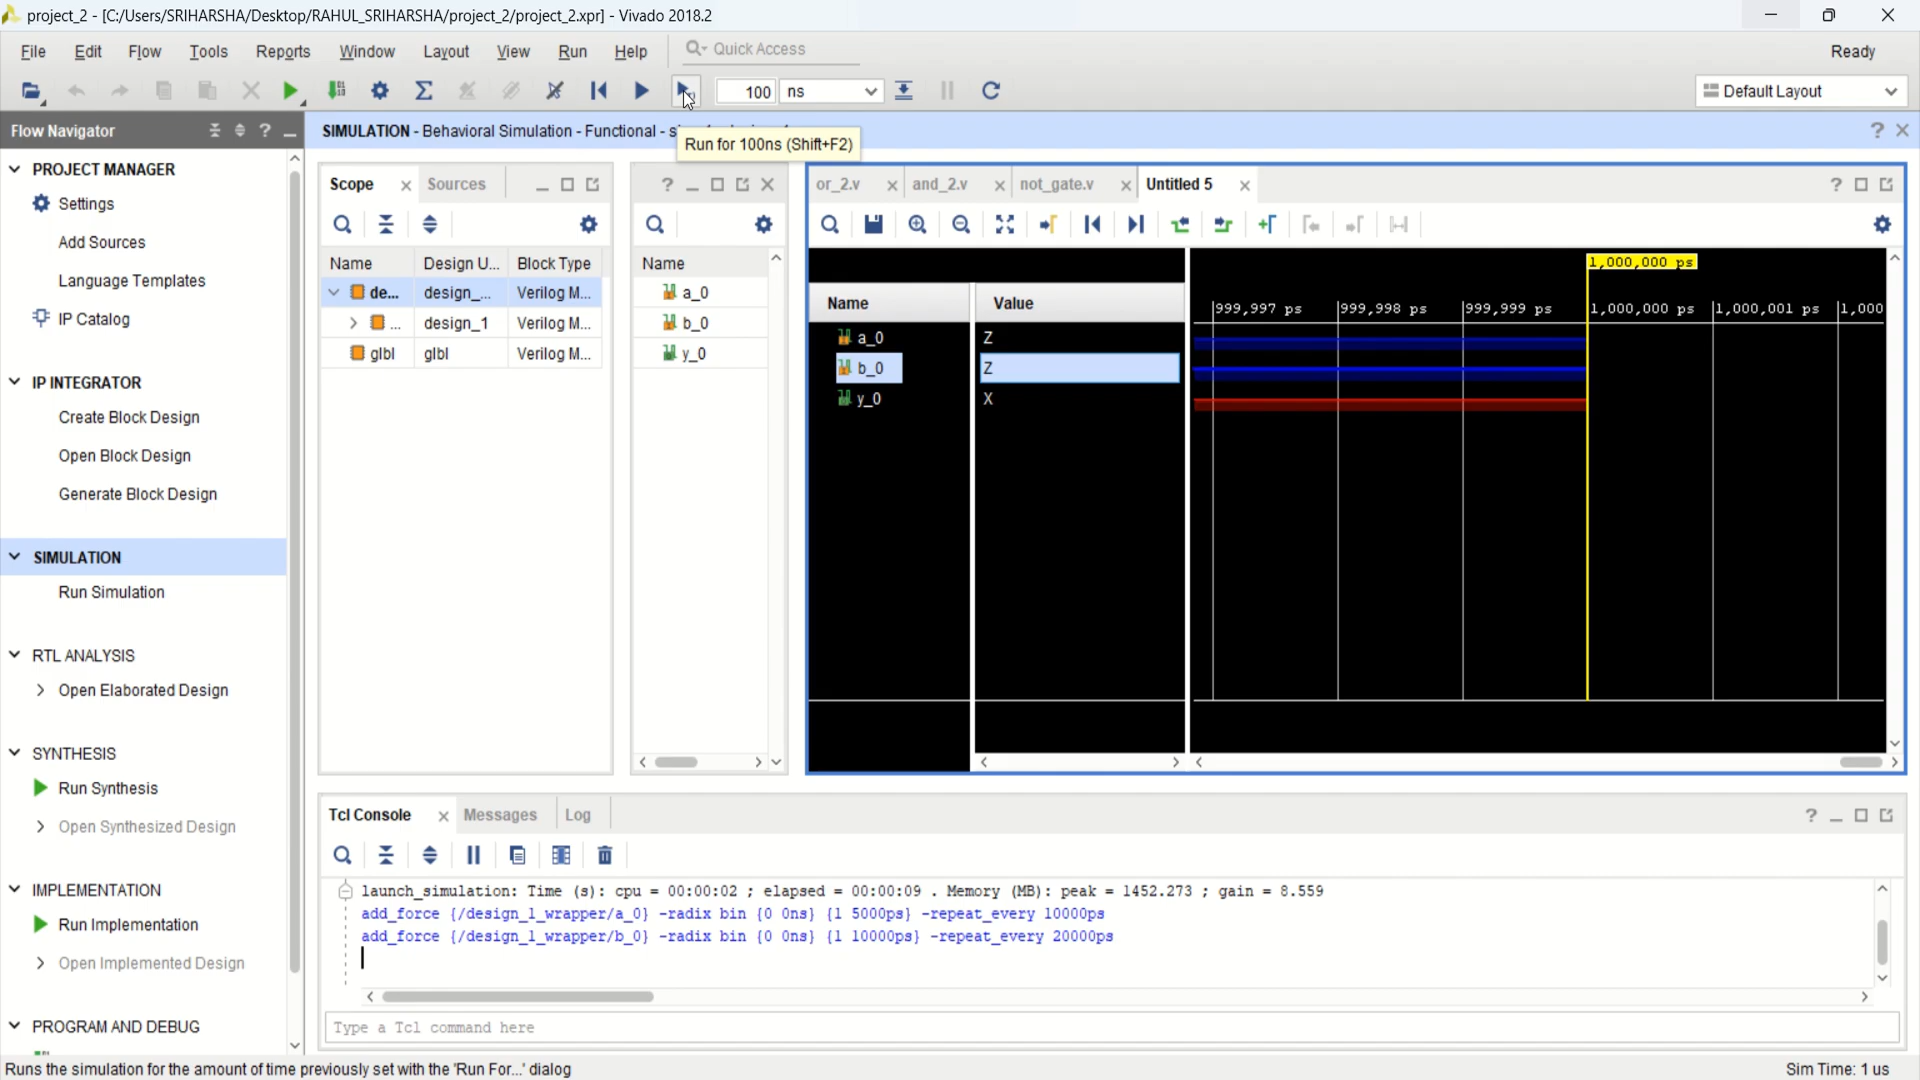 project_2 - [C:/Users/SRIHARSHA/Desktop/RAHUL_SRIHARSHA/project_2/project_2.xpr] - Vivado 2018.2
File Edit Flow Tools Reports Window Layout View Run Help Quick Access Ready
100 ns Default Layout
Flow Navigator
SIMULATION - Behavioral Simulation - Functional -
Run for 100ns (Shift+F2)
PROJECT MANAGER
Settings
Add Sources
Language Templates
IP Catalog
IP INTEGRATOR
Create Block Design
Open Block Design
Generate Block Design
SIMULATION
Run Simulation
RTL ANALYSIS
Open Elaborated Design
SYNTHESIS
Run Synthesis
Open Synthesized Design
IMPLEMENTATION
Run Implementation
Open Implemented Design
PROGRAM AND DEBUG
Scope Sources
Name Design U... Block Type
de... design_... Verilog M...
... design_1 Verilog M...
glbl glbl Verilog M...
Name
a_0
b_0
y_0
or_2.v and_2.v not_gate.v Untitled 5
1,000,000 ps
Name Value
999,997 ps 999,998 ps 999,999 ps 1,000,000 ps 1,000,001 ps 1,000
a_0 Z
b_0 Z
y_0 X
Tcl Console Messages Log
launch_simulation: Time (s): cpu = 00:00:02 ; elapsed = 00:00:09 . Memory (MB): peak = 1452.273 ; gain = 8.559
add_force {/design_1_wrapper/a_0} -radix bin {0 0ns} {1 5000ps} -repeat_every 10000ps
add_force {/design_1_wrapper/b_0} -radix bin {0 0ns} {1 10000ps} -repeat_every 20000ps
Type a Tcl command here
Runs the simulation for the amount of time previously set with the 'Run For...' dialog
Sim Time: 1 us